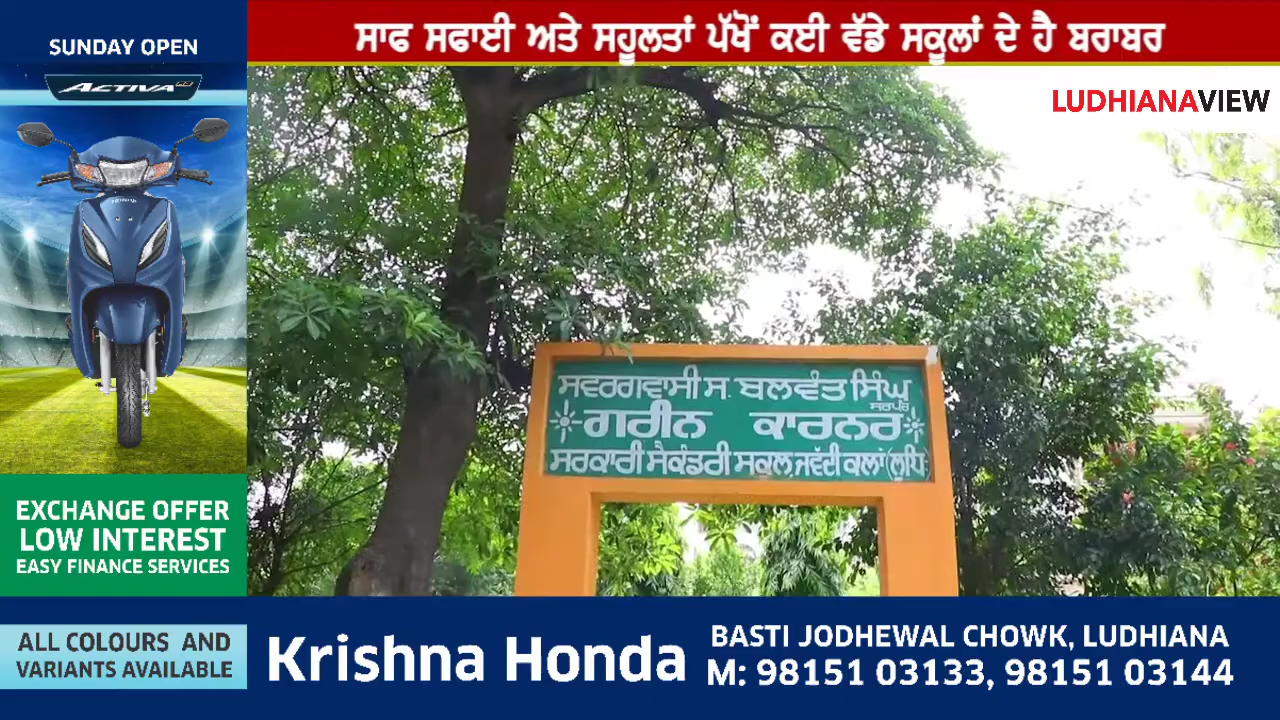 ਸਾਫ ਸਫਾਈ ਅਤੇ ਸਹੂਲਤਾਂ ਪੱਖੋਂ ਕਈ ਵੱਡੇ ਸਕੂਲਾਂ ਦੇ ਹੈ ਬਰਾਬਰ
SUNDAY OPEN
ACTIVA
LUDHIANAVIEW
ਸਵਰਗਵਾਸੀ ਸ. ਬਲਵੰਤ ਸਿੰਘ
ਸਰਪੰਚ
ਗਰੀਨ ਕਾਰਨਰ
ਸਰਕਾਰੀ ਸੈਕੰਡਰੀ ਸਕੂਲ, ਜਵੱਦੀ ਕਲਾਂ (ਲੁਧਿ:
EXCHANGE OFFER
LOW INTEREST
EASY FINANCE SERVICES
ALL COLOURS AND
VARIANTS AVAILABLE
Krishna Honda
BASTI JODHEWAL CHOWK, LUDHIANA
M: 98151 03133, 98151 03144